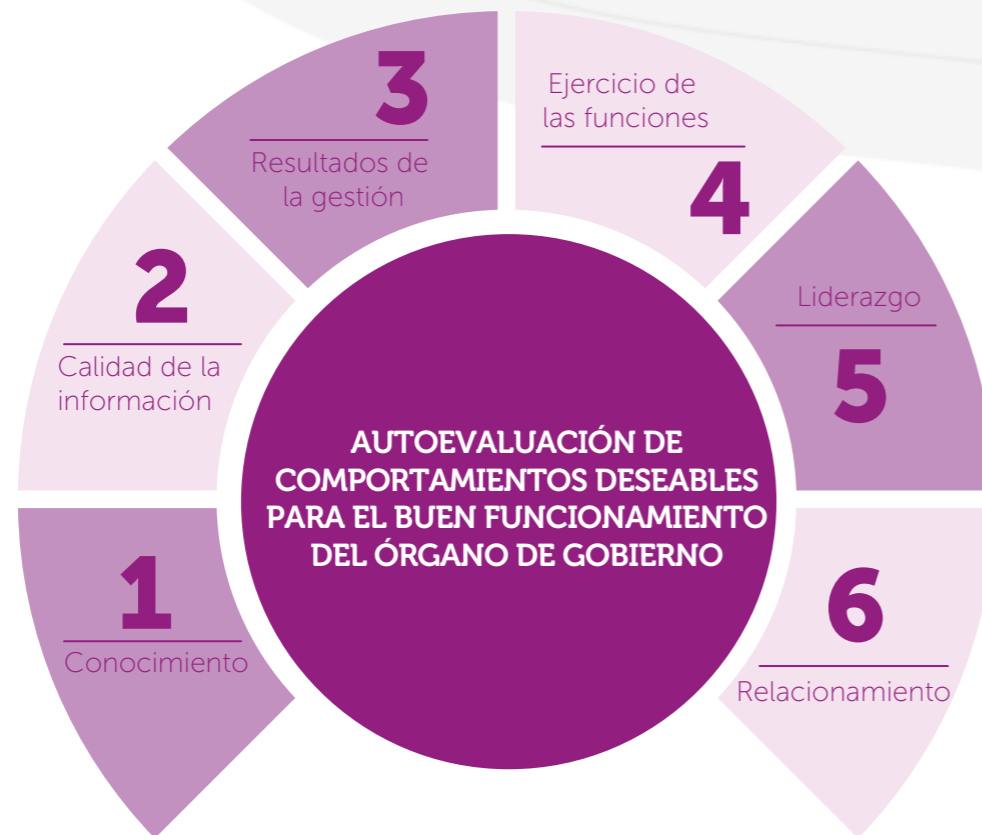 3
Resultados de
la gestión
Ejercicio de
las funciones
4
2
Calidad de la
información
Liderazgo
5
AUTOEVALUACIÓN DE
COMPORTAMIENTOS DESEABLES
PARA EL BUEN FUNCIONAMIENTO
DEL ÓRGANO DE GOBIERNO
1
Conocimiento
6
Relacionamiento